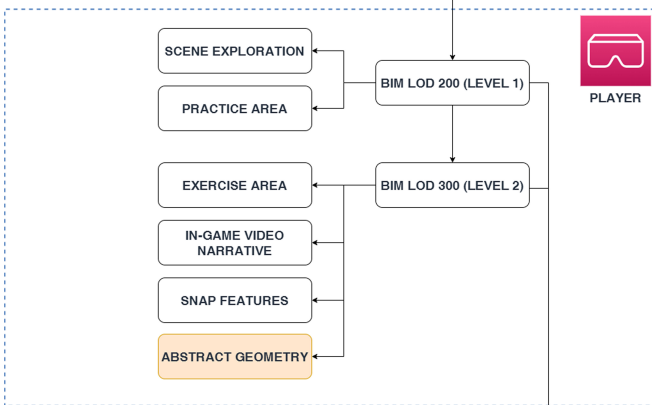 SCENE EXPLORATION
BIM LOD 200 (LEVEL 1)
PLAYER
PRACTICE AREA
EXERCISE AREA
BIM LOD 300 (LEVEL 2)
IN-GAME VIDEO
NARRATIVE
SNAP FEATURES
ABSTRACT GEOMETRY